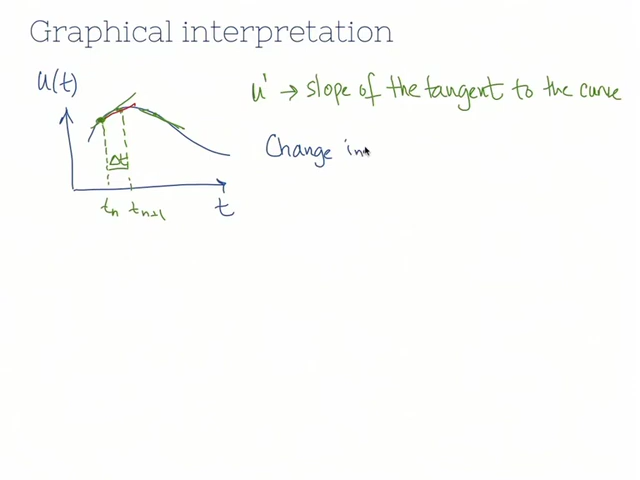 Graphical interpretation
u(t)
u' → slope of the tangent to the curve
Change in
Δt
tn tn+1
t